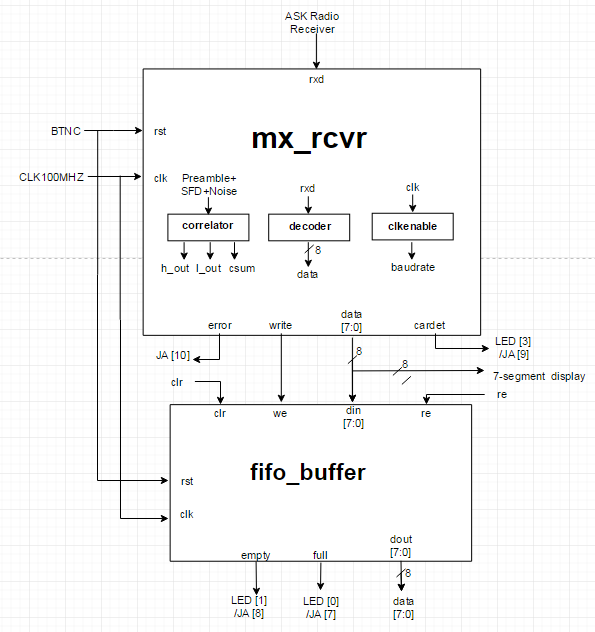 ASK Radio
Receiver
rxd
mx_rcvr
BTNC
rst
CLK100MHZ
clk
Preamble+
SFD+Noise
rxd
clk
correlator
decoder
clkenable
8
h_out
l_out
csum
data
baudrate
error
write
data
[7:0]
cardet
JA [10]
8
8
LED [3]
/JA [9]
7-segment display
clr
re
clr
we
din
[7:0]
re
fifo_buffer
rst
clk
empty
full
dout
[7:0]
8
LED [1]
/JA [8]
LED [0]
/JA [7]
data
[7:0]